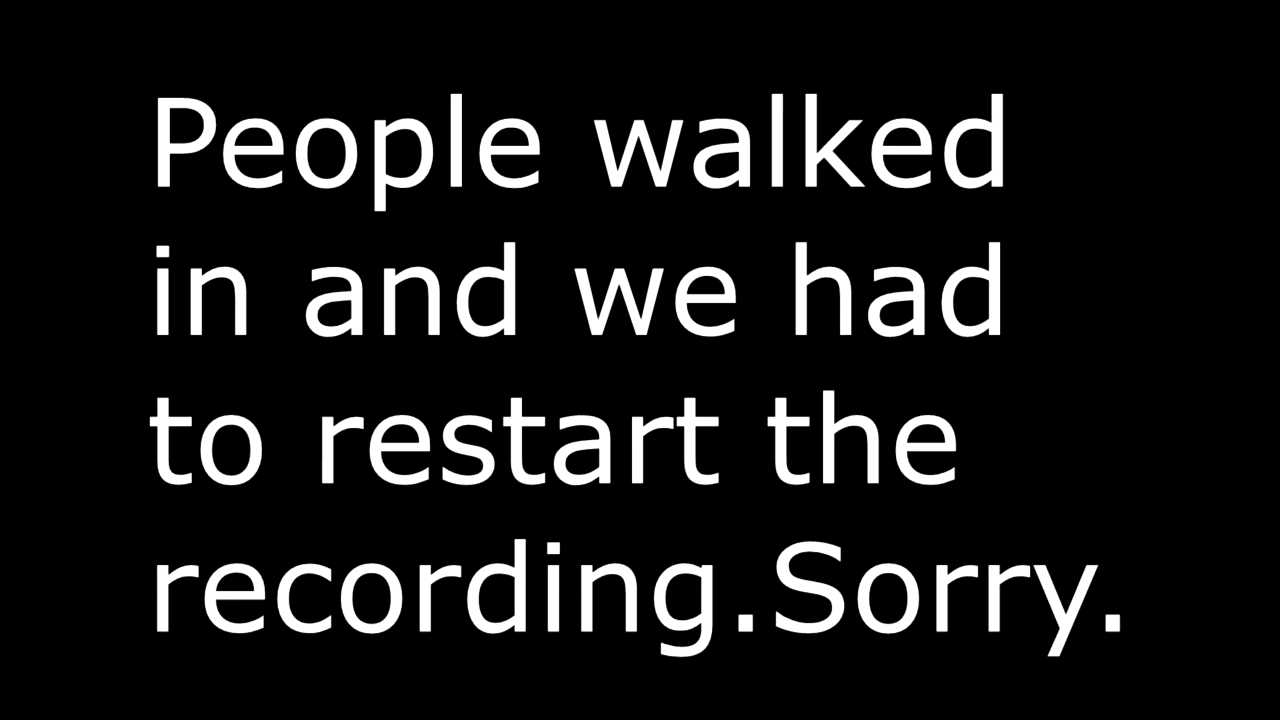 People walked
in and we had
to restart the
recording.Sorry.